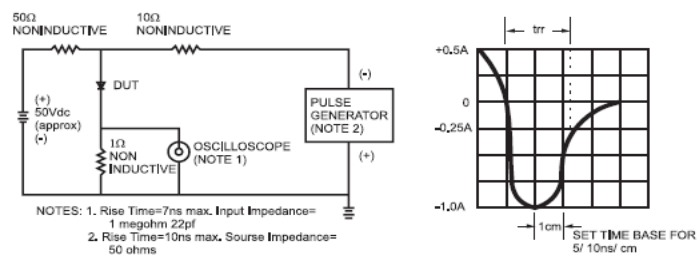 50Ω
NONINDUCTIVE
10Ω
NONINDUCTIVE
DUT
(+)
50Vdc
(approx)
(-)
1Ω
NON
INDUCTIVE
OSCILLOSCOPE
(NOTE 1)
(-)
PULSE
GENERATOR
(NOTE 2)
(+)
NOTES: 1. Rise Time=7ns max. Input Impedance=
1 megohm 22pf
2. Rise Time=10ns max. Sourse Impedance=
50 ohms
trr
+0.5A
0
-0.25A
-1.0A
1cm
SET TIME BASE FOR
5/ 10ns/ cm